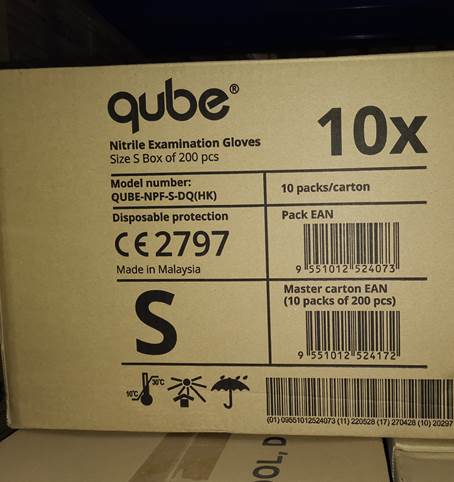 qube®
10x
Nitrile Examination Gloves
Size S Box of 200 pcs
Model number:
QUBE-NPF-S-DQ(HK)
10 packs/carton
Disposable protection
CE 2797
Made in Malaysia
Pack EAN
9 551012 524073
S
Master carton EAN
(10 packs of 200 pcs)
9 551012 524172
10°C
30°C
(01) 09551012524073 (11) 220528 (17) 270428 (10) 20297
OOL, D